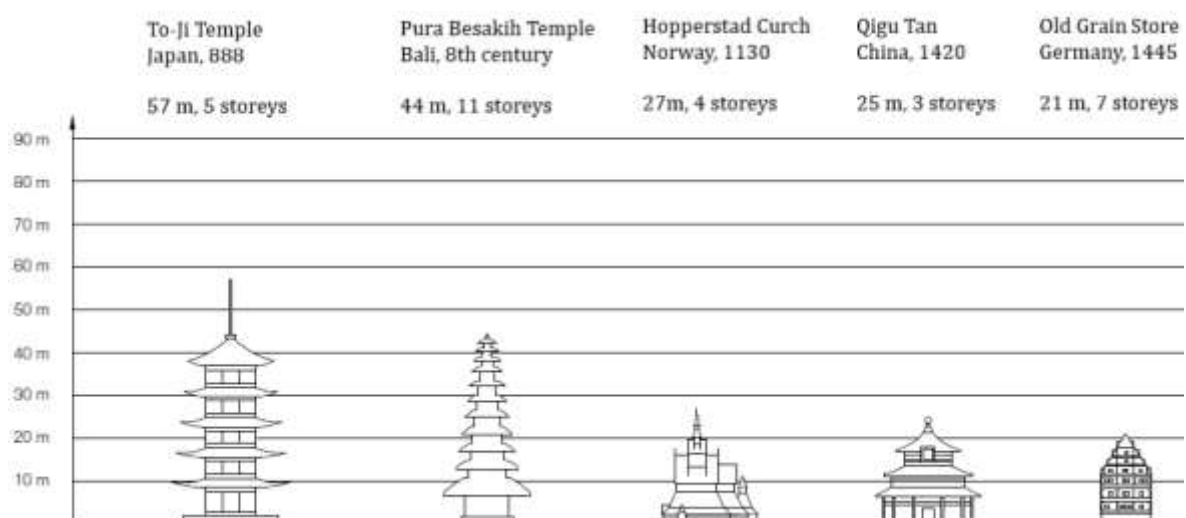 To-Ji Temple
Japan, 888
57 m, 5 storeys
Pura Besakih Temple
Bali, 8th century
44 m, 11 storeys
Hopperstad Curch
Norway, 1130
27m, 4 storeys
Qigu Tan
China, 1420
25 m, 3 storeys
Old Grain Store
Germany, 1445
21 m, 7 storeys
90 m
80 m
70 m
60 m
50 m
40 m
30 m
20 m
10 m